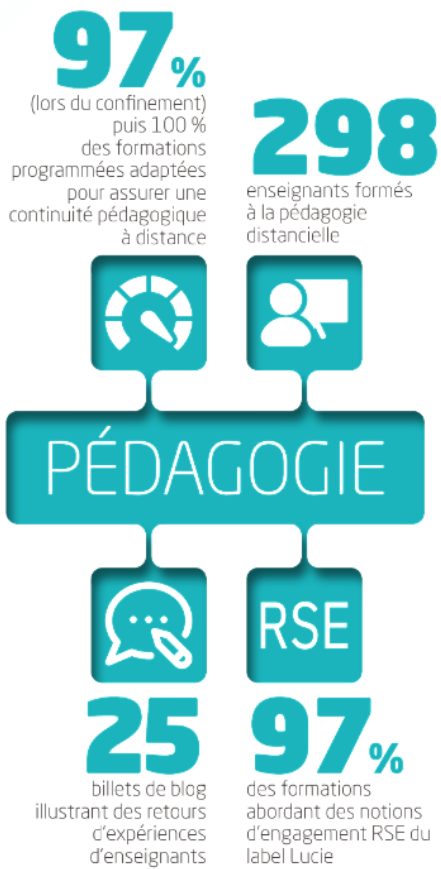 97%
(lors du confinement)
puis 100 %
des formations
programmées adaptées
pour assurer une
continuité pédagogique
à distance
298
enseignants formés
à la pédagogie
distancielle
PÉDAGOGIE
RSE
25
billets de blog
illustrant des retours
d'expériences
d'enseignants
97%
des formations
abordant des notions
d'engagement RSE du
label Lucie